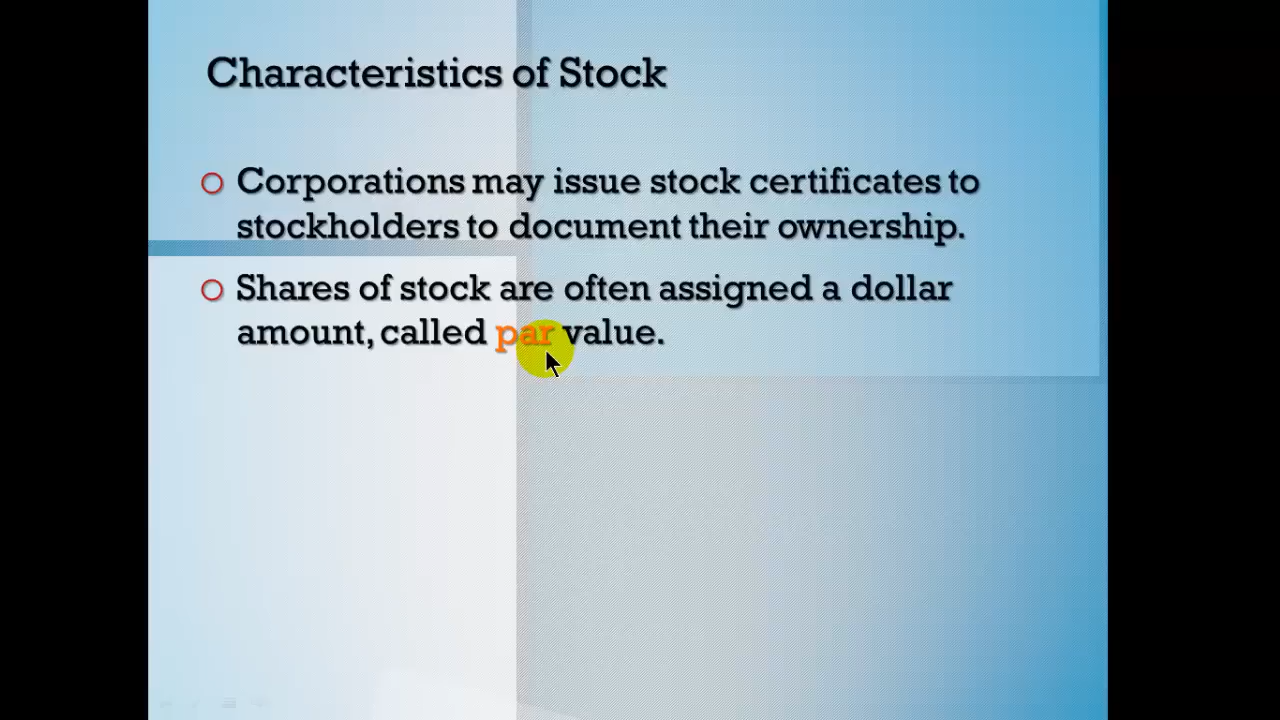 Characteristics of Stock
Corporations may issue stock certificates to
stockholders to document their ownership.
Shares of stock are often assigned a dollar
amount, called par value.